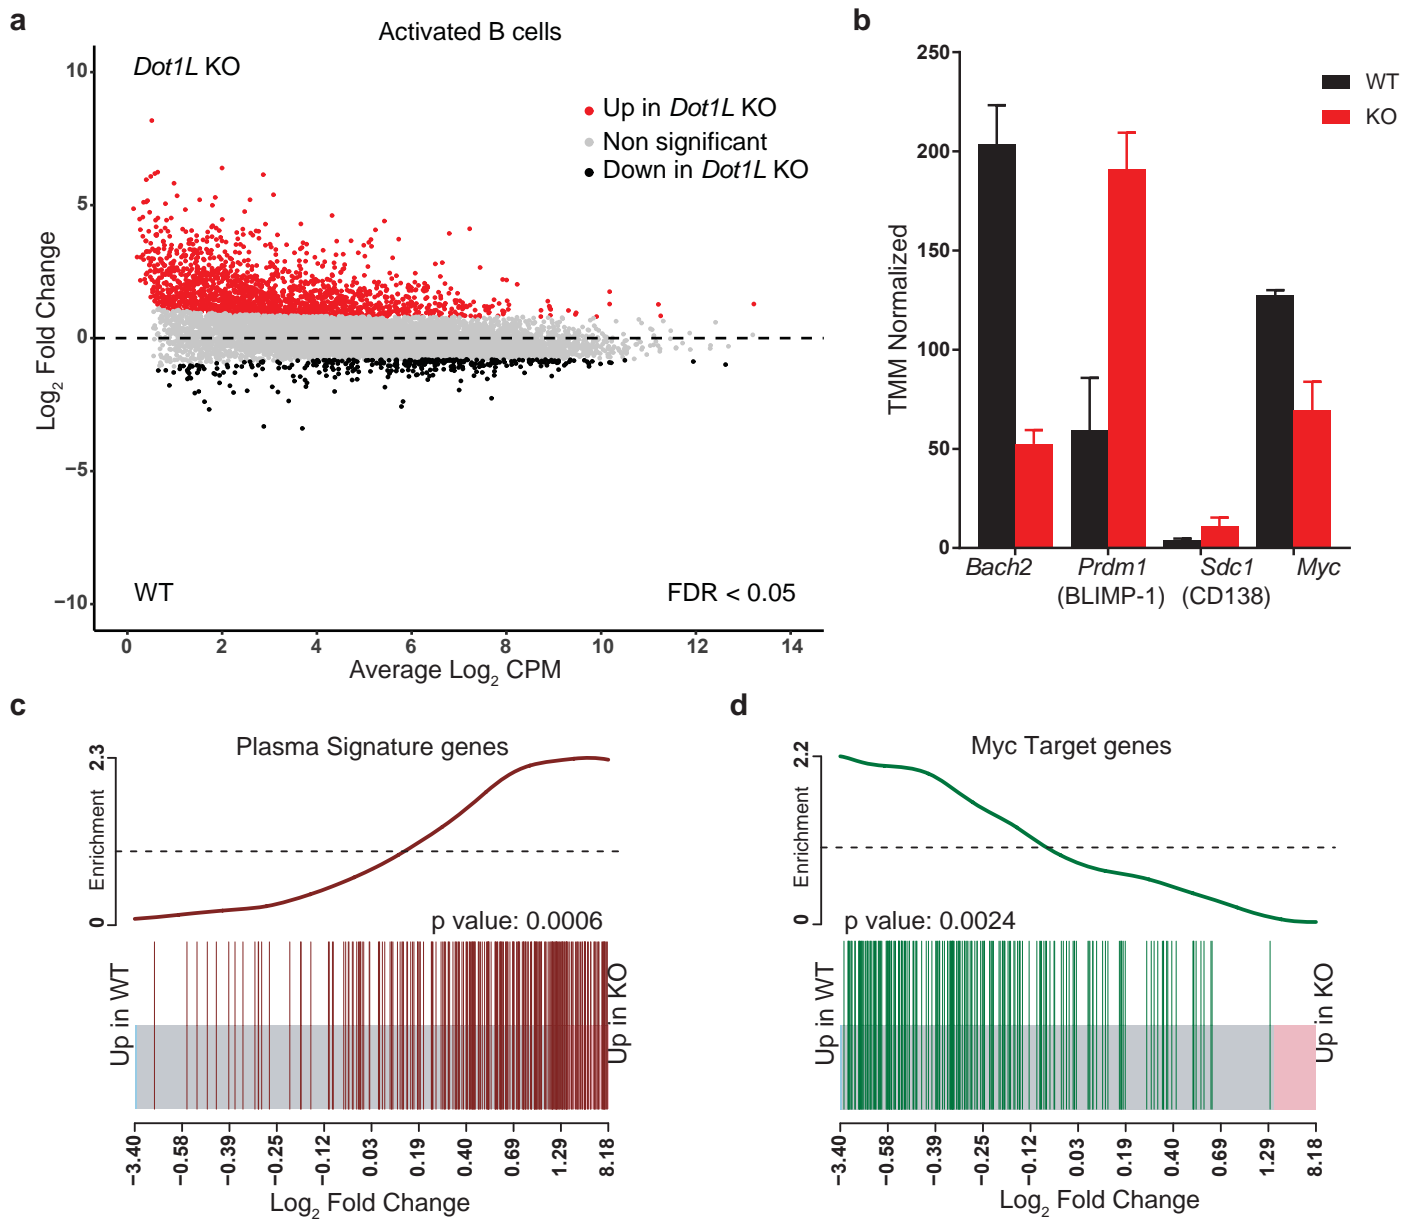 a
Activated B cells
Dot1L KO
Up in Dot1L KO
Non significant
Down in Dot1L KO
10
5
0
−5
−10
Log2 Fold Change
WT
FDR < 0.05
0 2 4 6 8 10 12 14
Average Log2 CPM
b
250
200
150
100
50
0
TMM Normalized
WT
KO
Bach2 Prdm1 Sdc1 Myc
(BLIMP-1) (CD138)
c
Plasma Signature genes
2.3
0
Enrichment
p value: 0.0006
Up in WT
Up in KO
−3.40 −0.58 −0.39 −0.25 −0.12 0.03 0.19 0.40 0.69 1.29 8.18
Log2 Fold Change
d
Myc Target genes
2.2
0
Enrichment
p value: 0.0024
Up in WT
Up in KO
−3.40 −0.58 −0.39 −0.25 −0.12 0.03 0.19 0.40 0.69 1.29 8.18
Log2 Fold Change